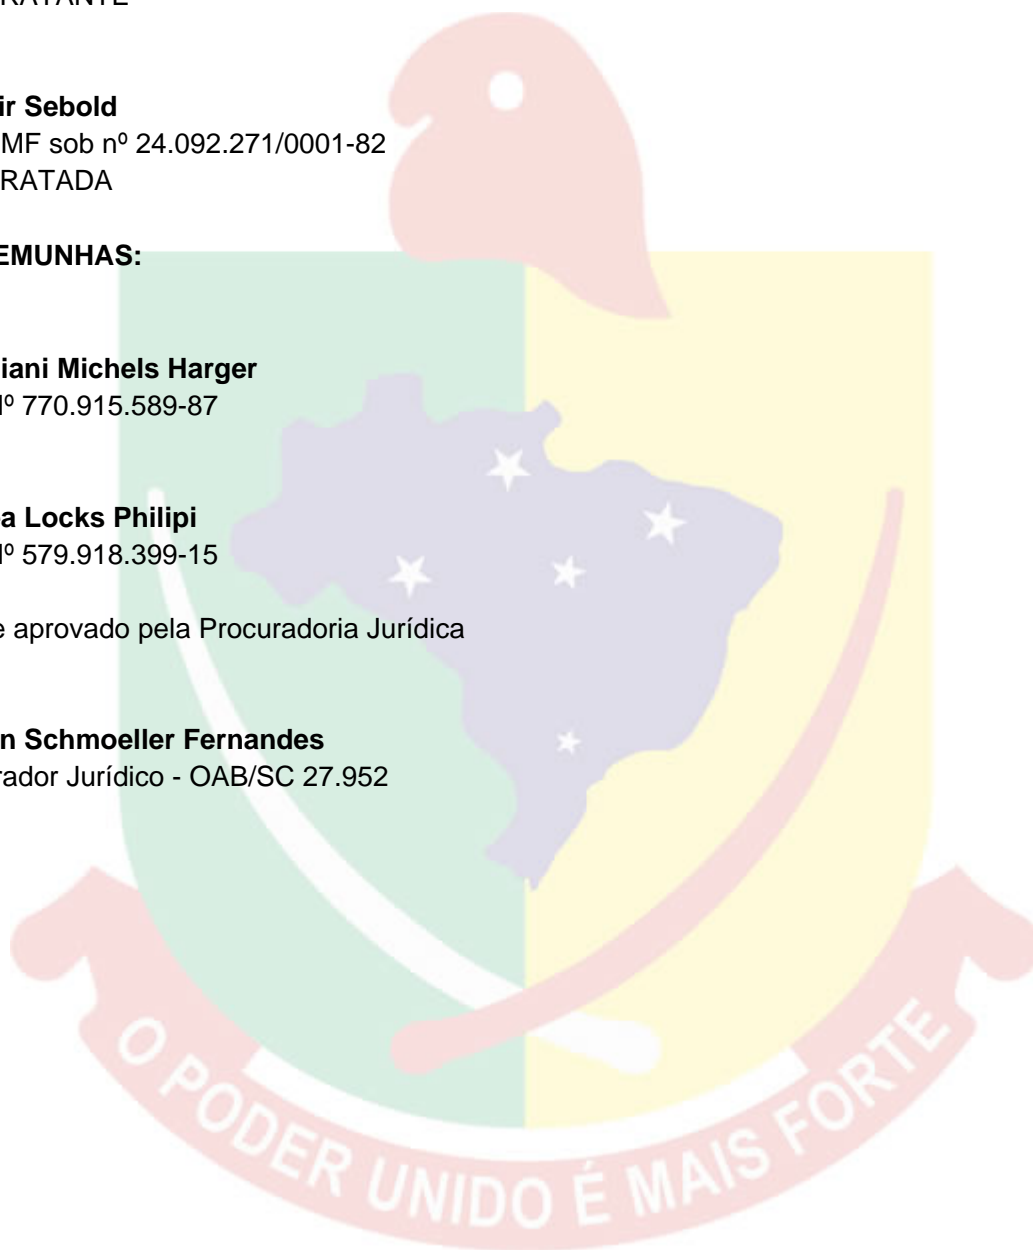 RATANTE
ir Sebold
MF sob nº 24.092.271/0001-82
RATADA
EMUNHAS:
iani Michels Harger
º 770.915.589-87
a Locks Philipi
º 579.918.399-15
e aprovado pela Procuradoria Jurídica
n Schmoeller Fernandes
rador Jurídico - OAB/SC 27.952
O PODER UNIDO É MAIS FORTE